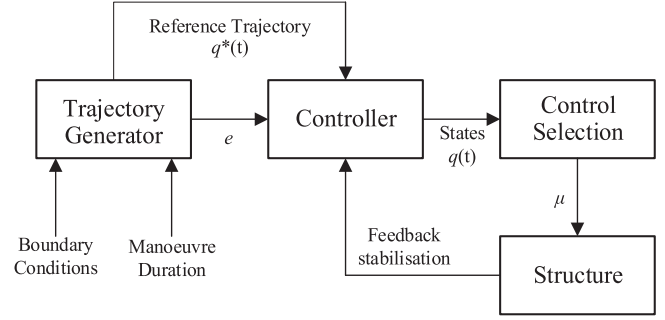 Reference Trajectory
q*(t)
Trajectory
Generator
e
Controller
States
q(t)
Control
Selection
μ
Boundary
Conditions
Manoeuvre
Duration
Feedback
stabilisation
Structure